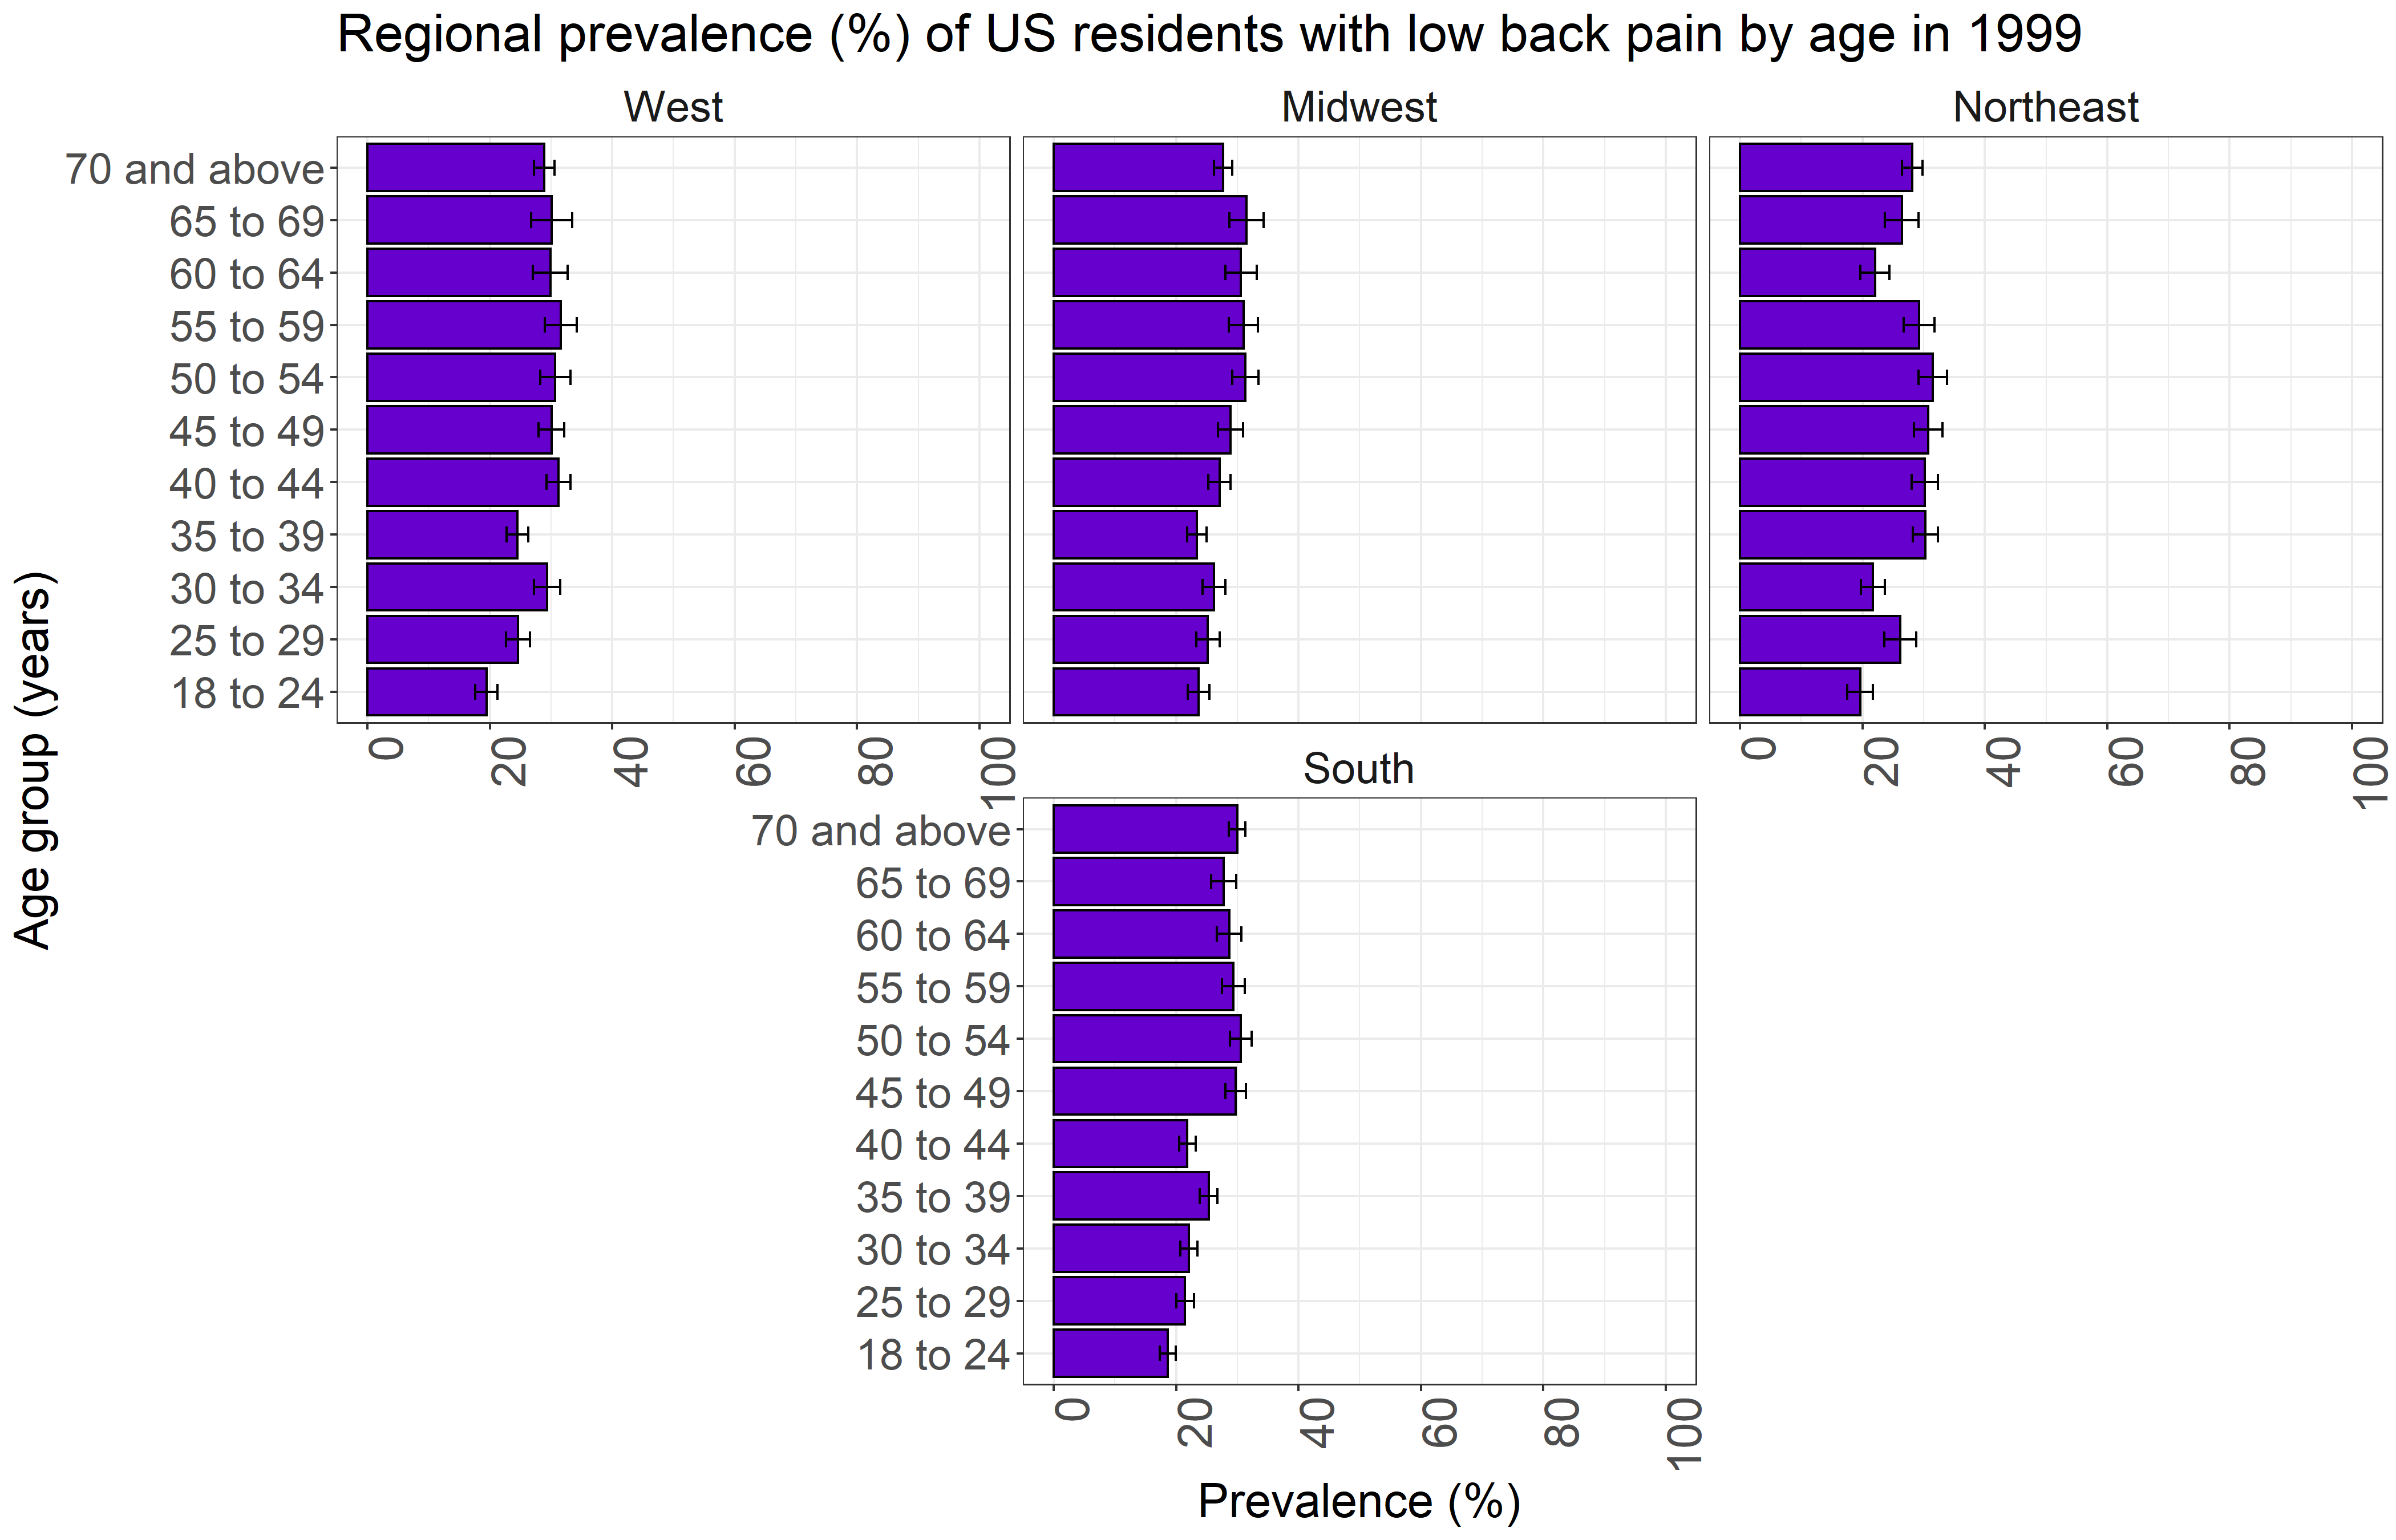 Regional prevalence (%) of US residents with low back pain by age in 1999
West
Midwest
Northeast
70 and above
65 to 69
60 to 64
55 to 59
50 to 54
45 to 49
40 to 44
35 to 39
30 to 34
25 to 29
18 to 24
0 20 40 60 80 100
0 20 40 60 80 100
South
70 and above
65 to 69
60 to 64
55 to 59
50 to 54
45 to 49
40 to 44
35 to 39
30 to 34
25 to 29
18 to 24
0 20 40 60 80 100
Age group (years)
Prevalence (%)